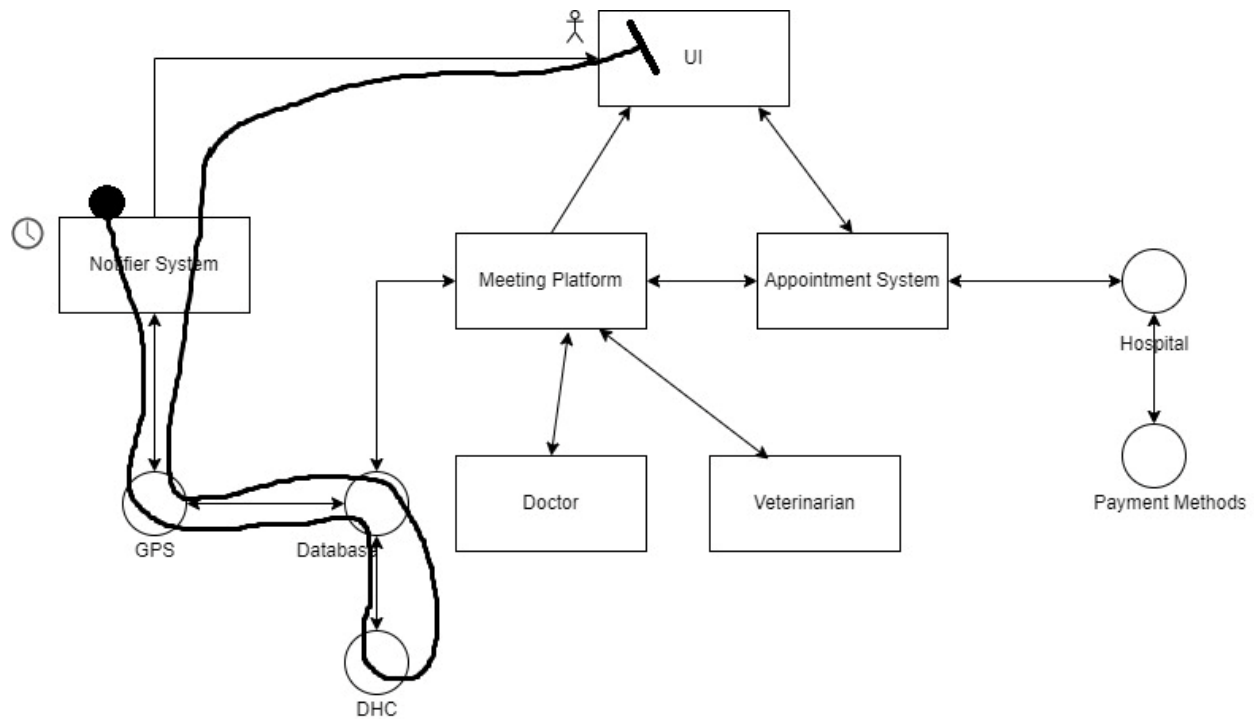 UI
Notifier System
Meeting Platform
Appointment System
Hospital
Doctor
Veterinarian
Payment Methods
GPS
Database
DHC